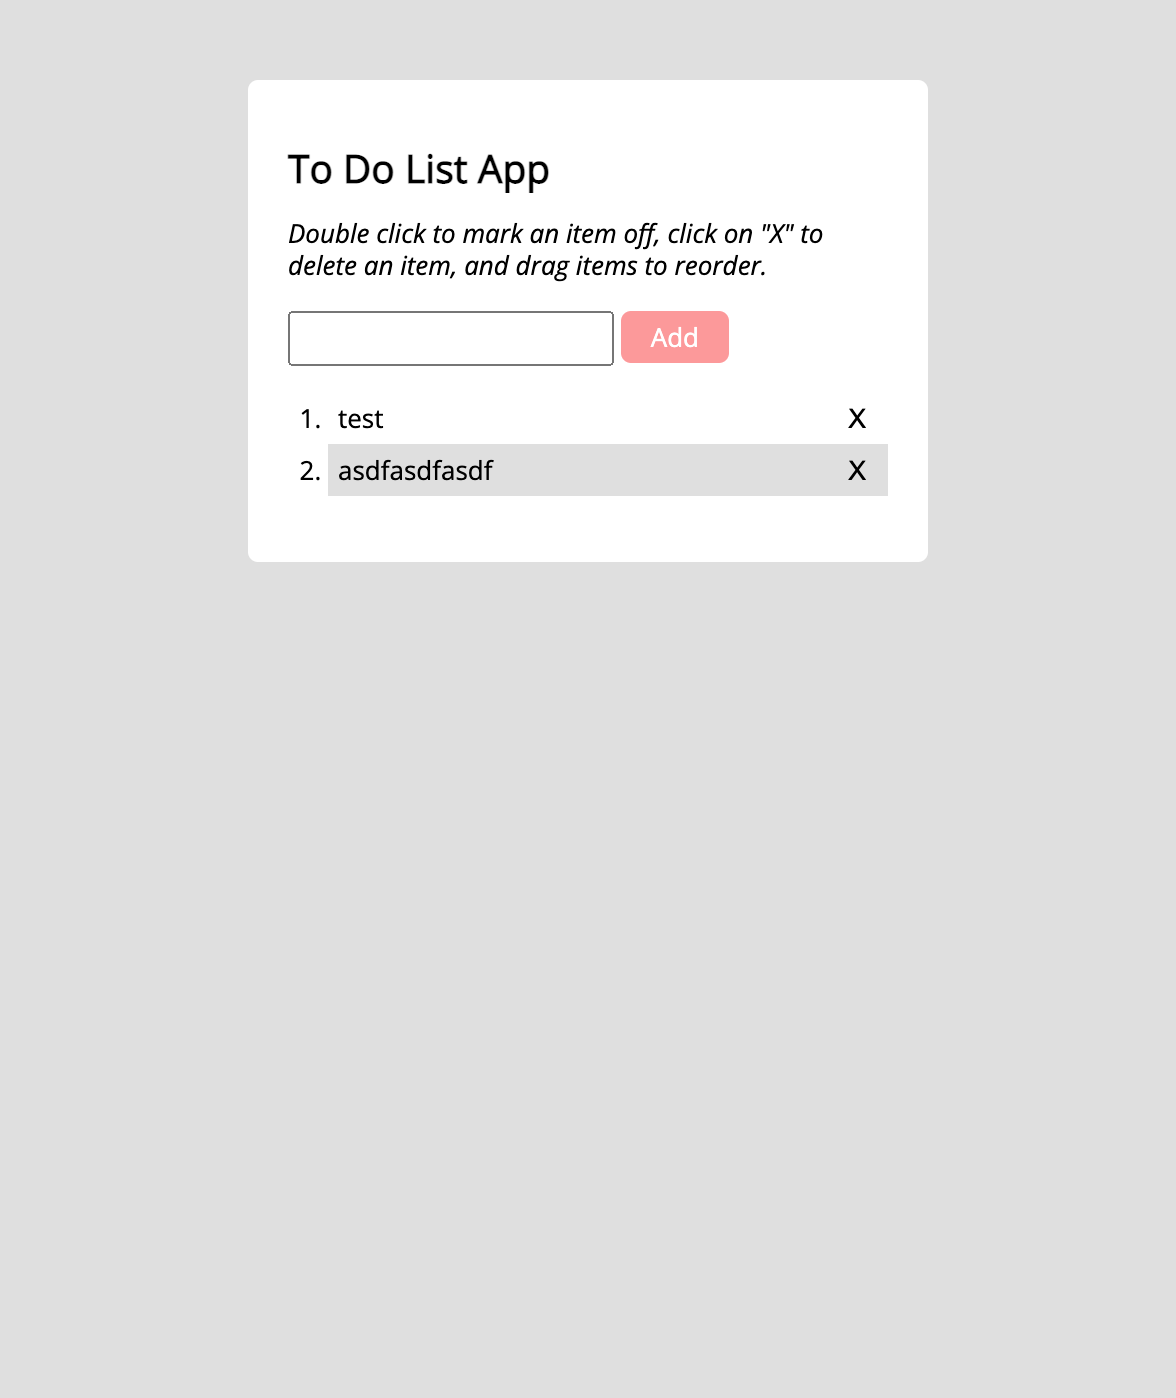 To Do List App
Double click to mark an item off, click on "X" to
delete an item, and drag items to reorder.
Add
1. test X
2. asdfasdfasdf X